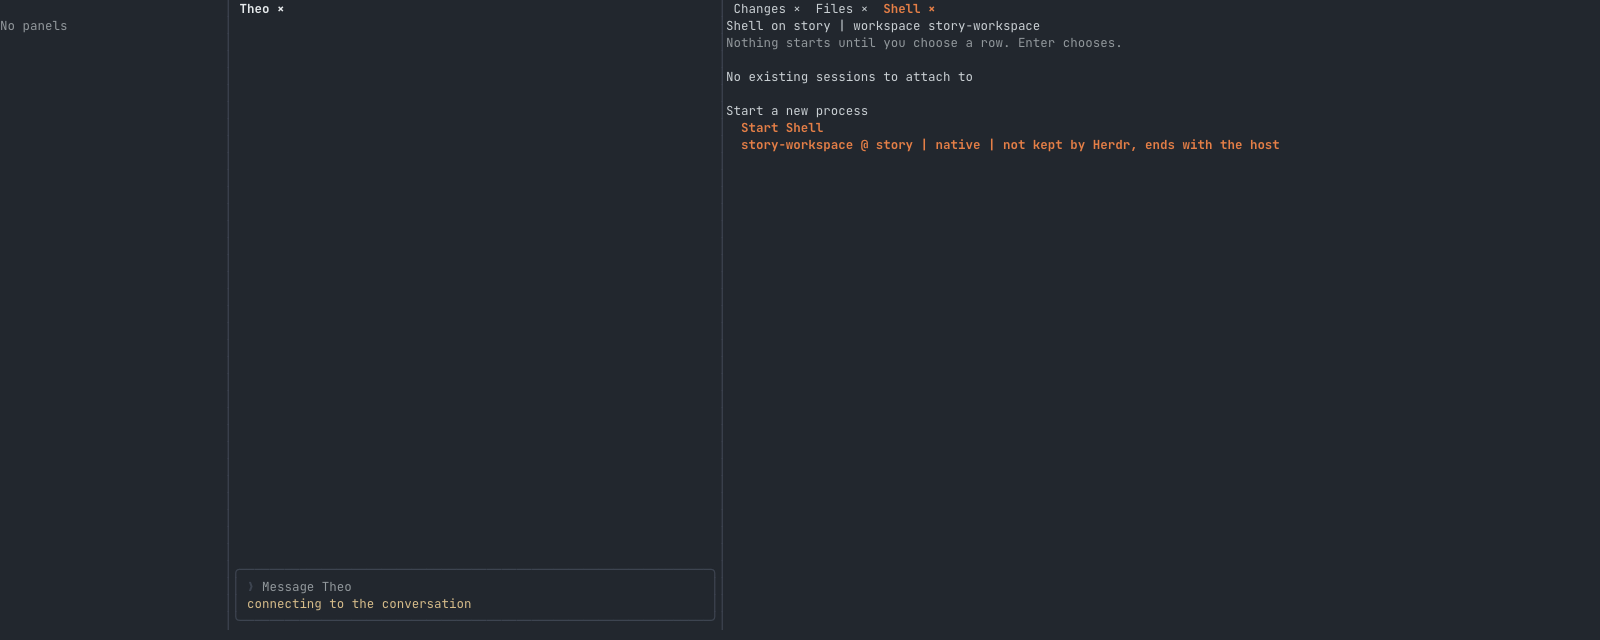 No panels
Theo ×
Changes × Files × Shell ×
Shell on story | workspace story-workspace
Nothing starts until you choose a row. Enter chooses.
No existing sessions to attach to
Start a new process
Start Shell
story-workspace @ story | native | not kept by Herdr, ends with the host
⟩ Message Theo
connecting to the conversation